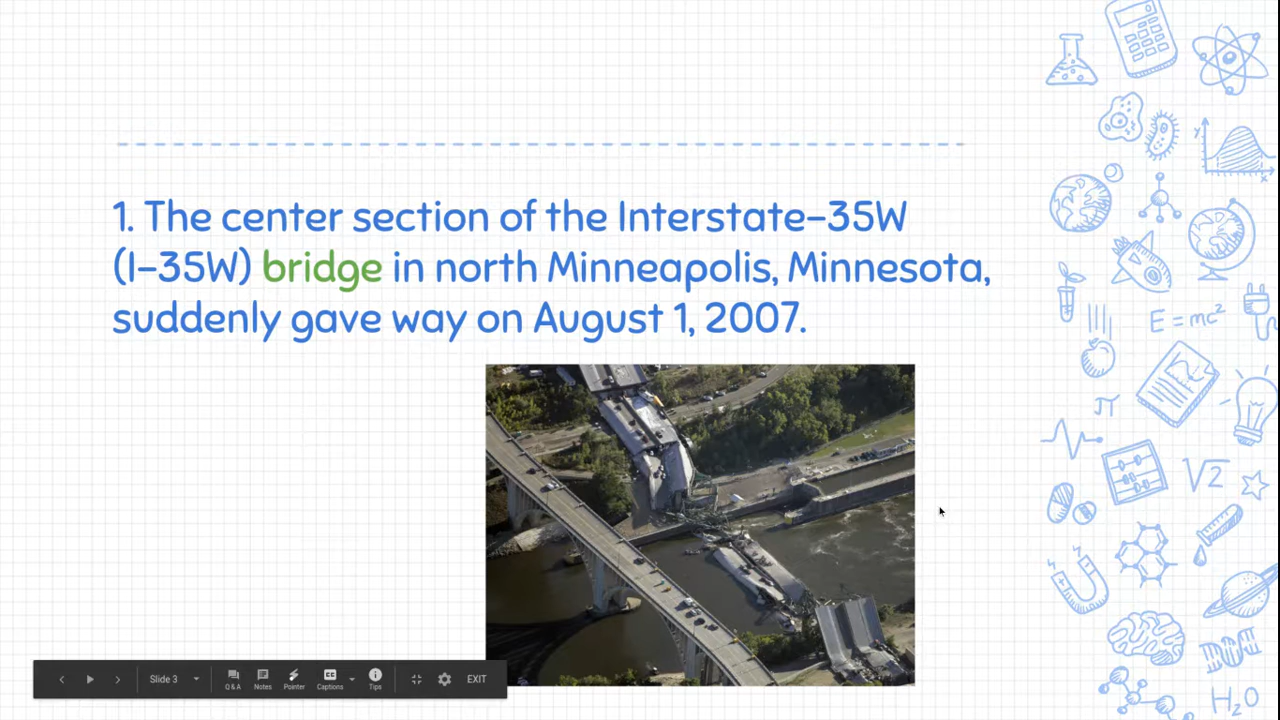 1. The center section of the Interstate-35W
(I-35W) bridge in north Minneapolis, Minnesota,
suddenly gave way on August 1, 2007.
Slide 3
Q & A
Notes
Pointer
Captions
Tips
EXIT
y
x
E = mc²
π
√2
H₂O